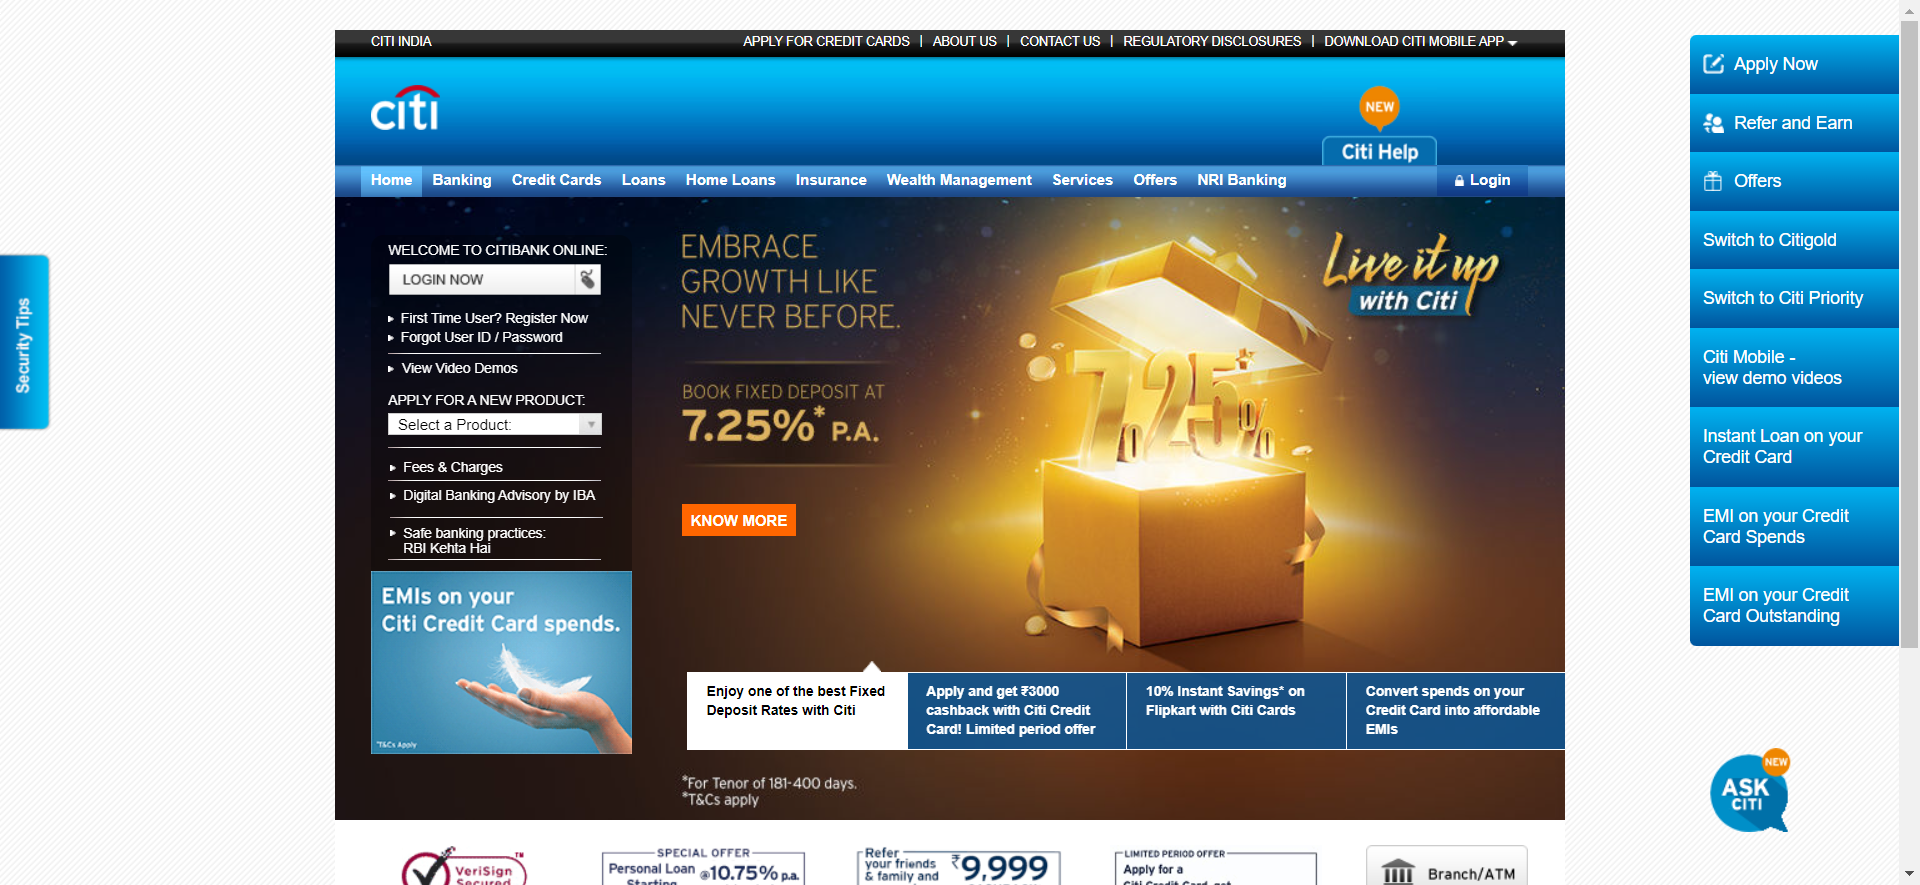 CITI INDIA
APPLY FOR CREDIT CARDS | ABOUT US | CONTACT US | REGULATORY DISCLOSURES | DOWNLOAD CITI MOBILE APP
citi
NEW
Citi Help
Home Banking Credit Cards Loans Home Loans Insurance Wealth Management Services Offers NRI Banking Login
Security Tips
WELCOME TO CITIBANK ONLINE:
LOGIN NOW
First Time User? Register Now
Forgot User ID / Password
View Video Demos
APPLY FOR A NEW PRODUCT:
Select a Product:
Fees & Charges
Digital Banking Advisory by IBA
Safe banking practices:
RBI Kehta Hai
EMIs on your
Citi Credit Card spends.
*T&Cs Apply
EMBRACE
GROWTH LIKE
NEVER BEFORE.
BOOK FIXED DEPOSIT AT
7.25%* P.A.
KNOW MORE
Live it up
with Citi
7.25%*
Enjoy one of the best Fixed
Deposit Rates with Citi
Apply and get ₹3000
cashback with Citi Credit
Card! Limited period offer
10% Instant Savings* on
Flipkart with Citi Cards
Convert spends on your
Credit Card into affordable
EMIs
*For Tenor of 181-400 days.
*T&Cs apply
Apply Now
Refer and Earn
Offers
Switch to Citigold
Switch to Citi Priority
Citi Mobile -
view demo videos
Instant Loan on your
Credit Card
EMI on your Credit
Card Spends
EMI on your Credit
Card Outstanding
NEW
ASK
CITI
VeriSign
Secured
TM
SPECIAL OFFER
Personal Loan @10.75% p.a.
Starting
Refer
your friends
& family and
₹9,999
LIMITED PERIOD OFFER
Apply for a
Citi Credit Card, get
Branch/ATM